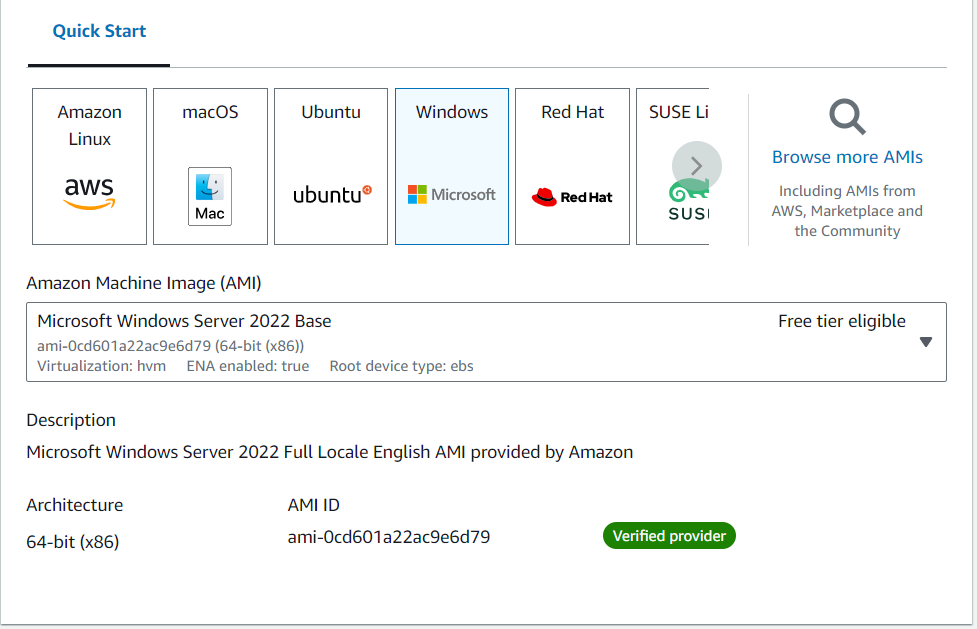 Quick Start
Amazon
Linux
aws
macOS
Mac
Ubuntu
ubuntu
Windows
Microsoft
Red Hat
Red Hat
SUSE Li
SUS
Browse more AMIs
Including AMIs from
AWS, Marketplace and
the Community
Amazon Machine Image (AMI)
Microsoft Windows Server 2022 Base
Free tier eligible
ami-0cd601a22ac9e6d79 (64-bit (x86))
Virtualization: hvm ENA enabled: true Root device type: ebs
Description
Microsoft Windows Server 2022 Full Locale English AMI provided by Amazon
Architecture
64-bit (x86)
AMI ID
ami-0cd601a22ac9e6d79
Verified provider